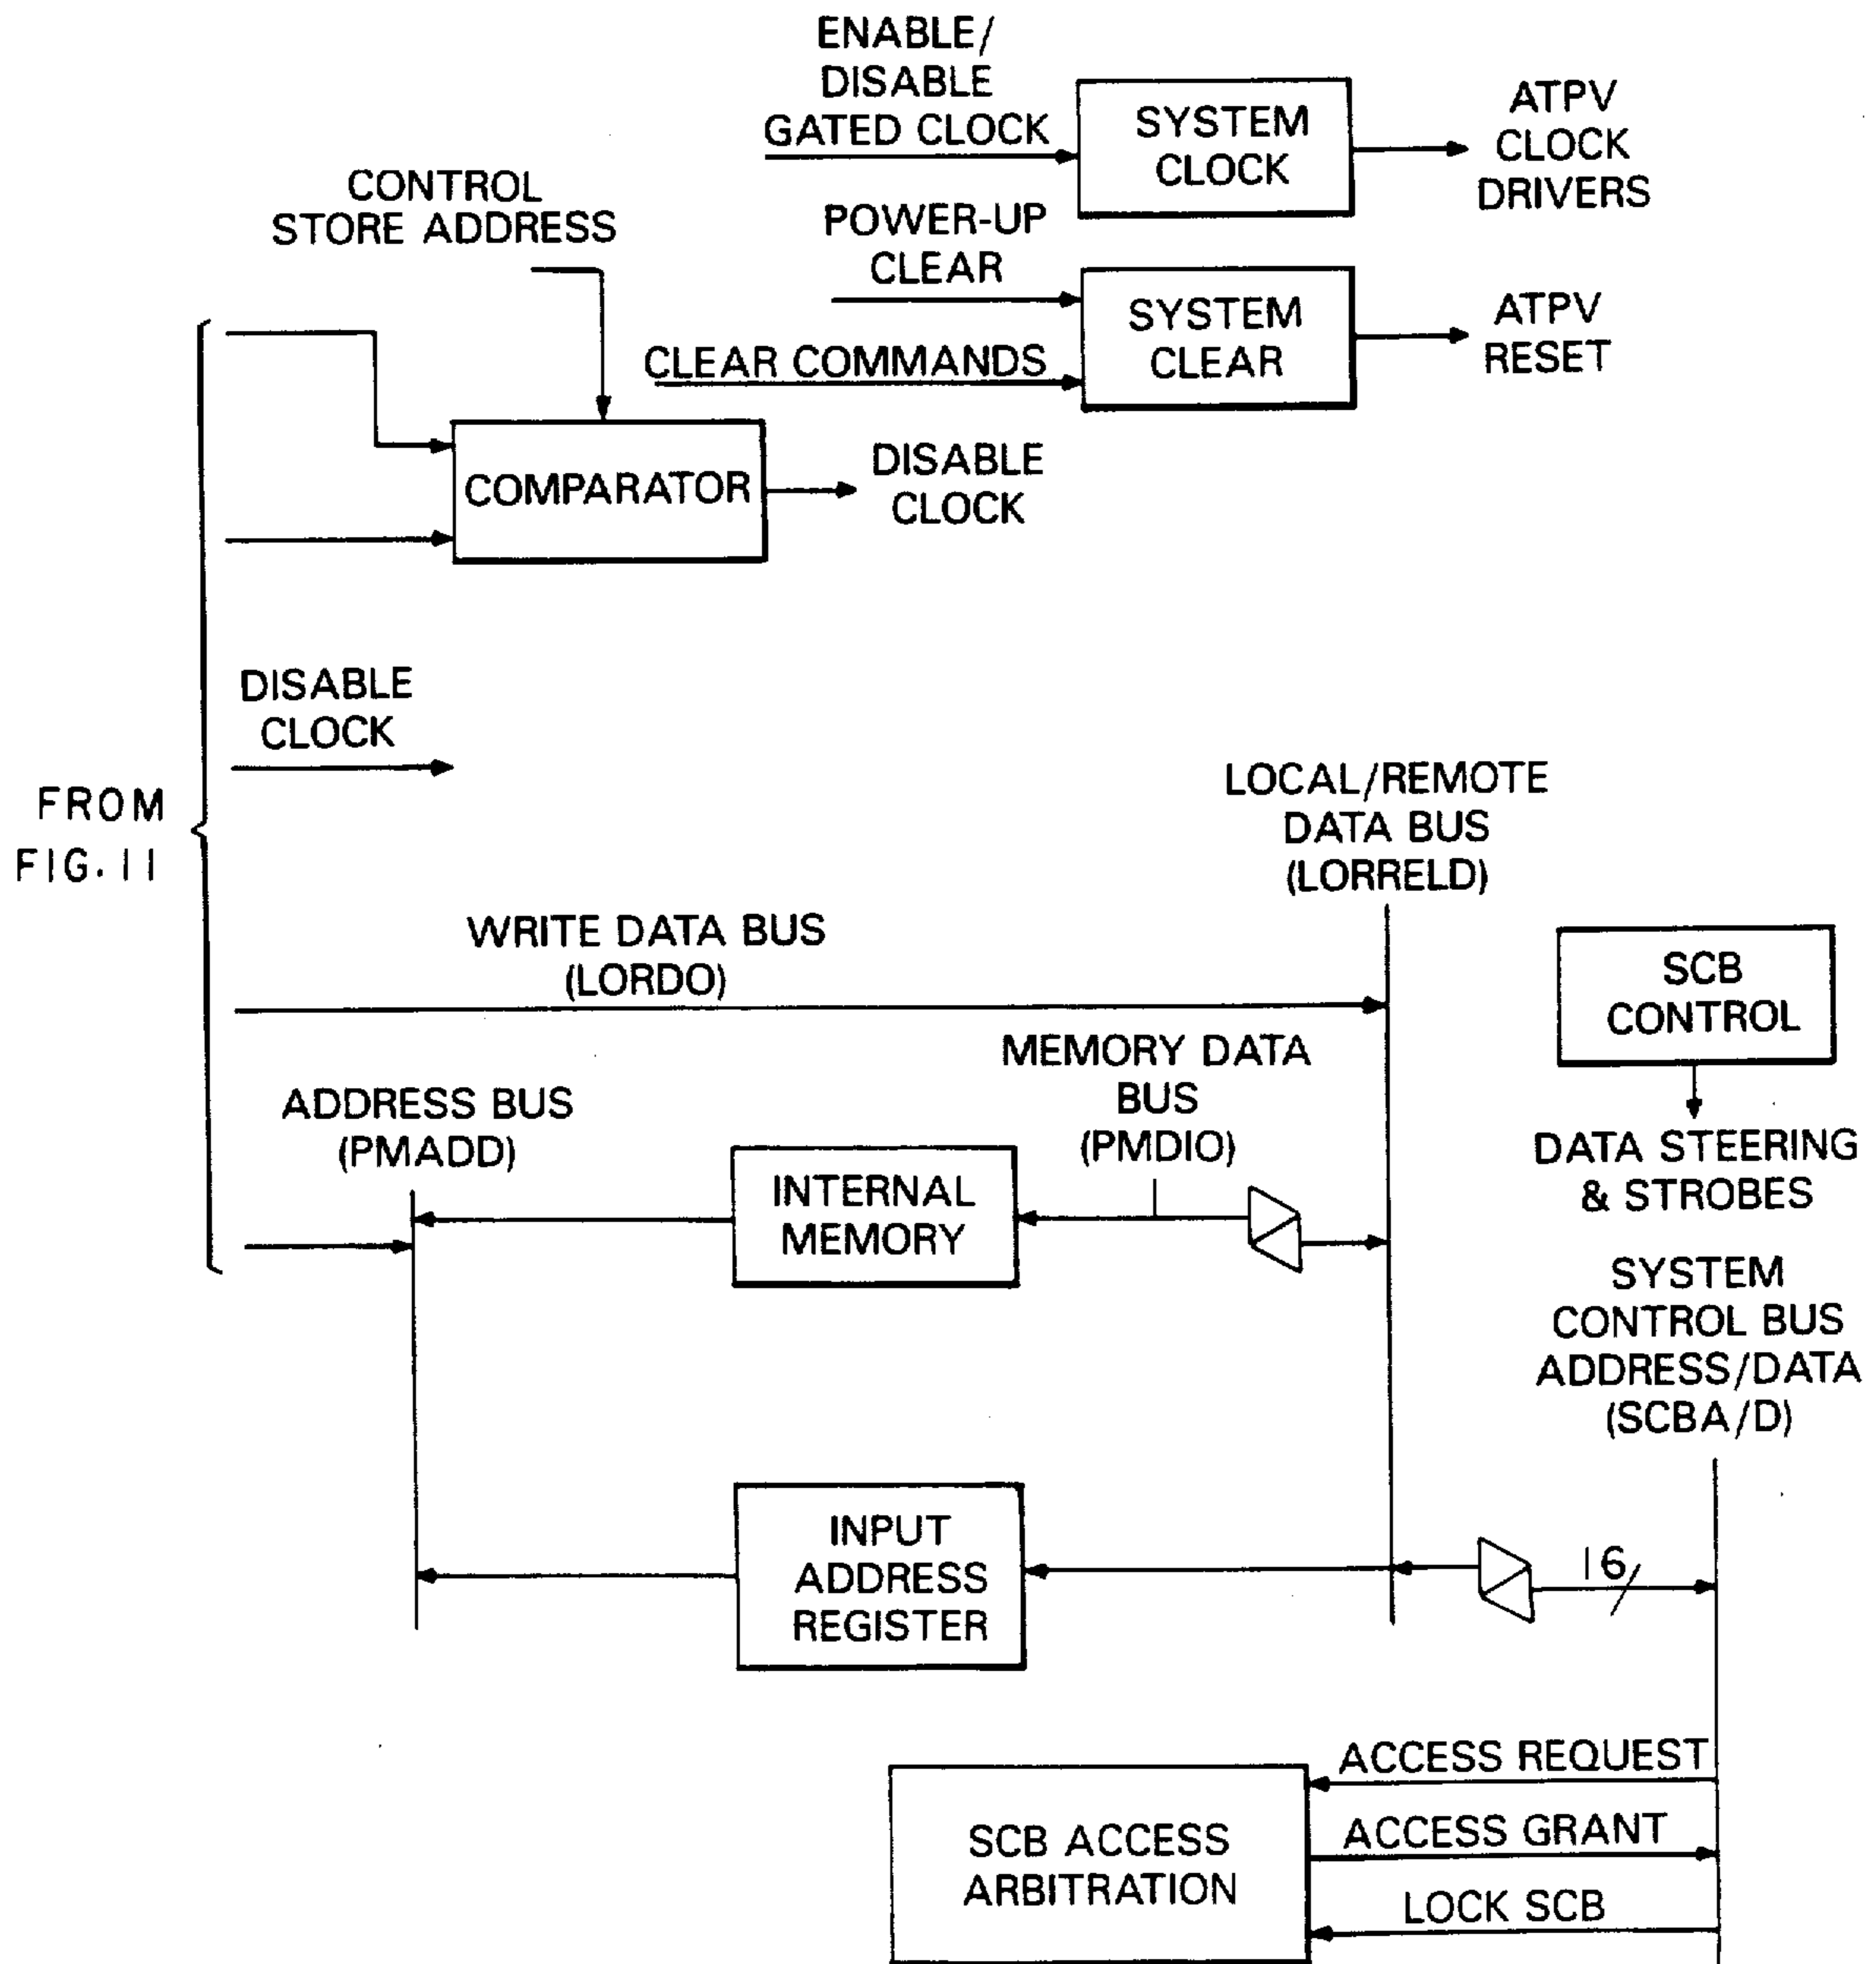 ENABLE/
DISABLE
GATED CLOCK
SYSTEM
CLOCK
ATPV
CLOCK
DRIVERS
CONTROL
STORE ADDRESS
POWER-UP
CLEAR
CLEAR COMMANDS
SYSTEM
CLEAR
ATPV
RESET
COMPARATOR
DISABLE
CLOCK
DISABLE
CLOCK
FROM
FIG. 11
LOCAL/REMOTE
DATA BUS
(LORRELD)
WRITE DATA BUS
(LORDO)
SCB
CONTROL
MEMORY DATA
BUS
(PMDIO)
ADDRESS BUS
(PMADD)
INTERNAL
MEMORY
DATA STEERING
& STROBES
SYSTEM
CONTROL BUS
ADDRESS/DATA
(SCBA/D)
INPUT
ADDRESS
REGISTER
16
ACCESS REQUEST
SCB ACCESS
ARBITRATION
ACCESS GRANT
LOCK SCB